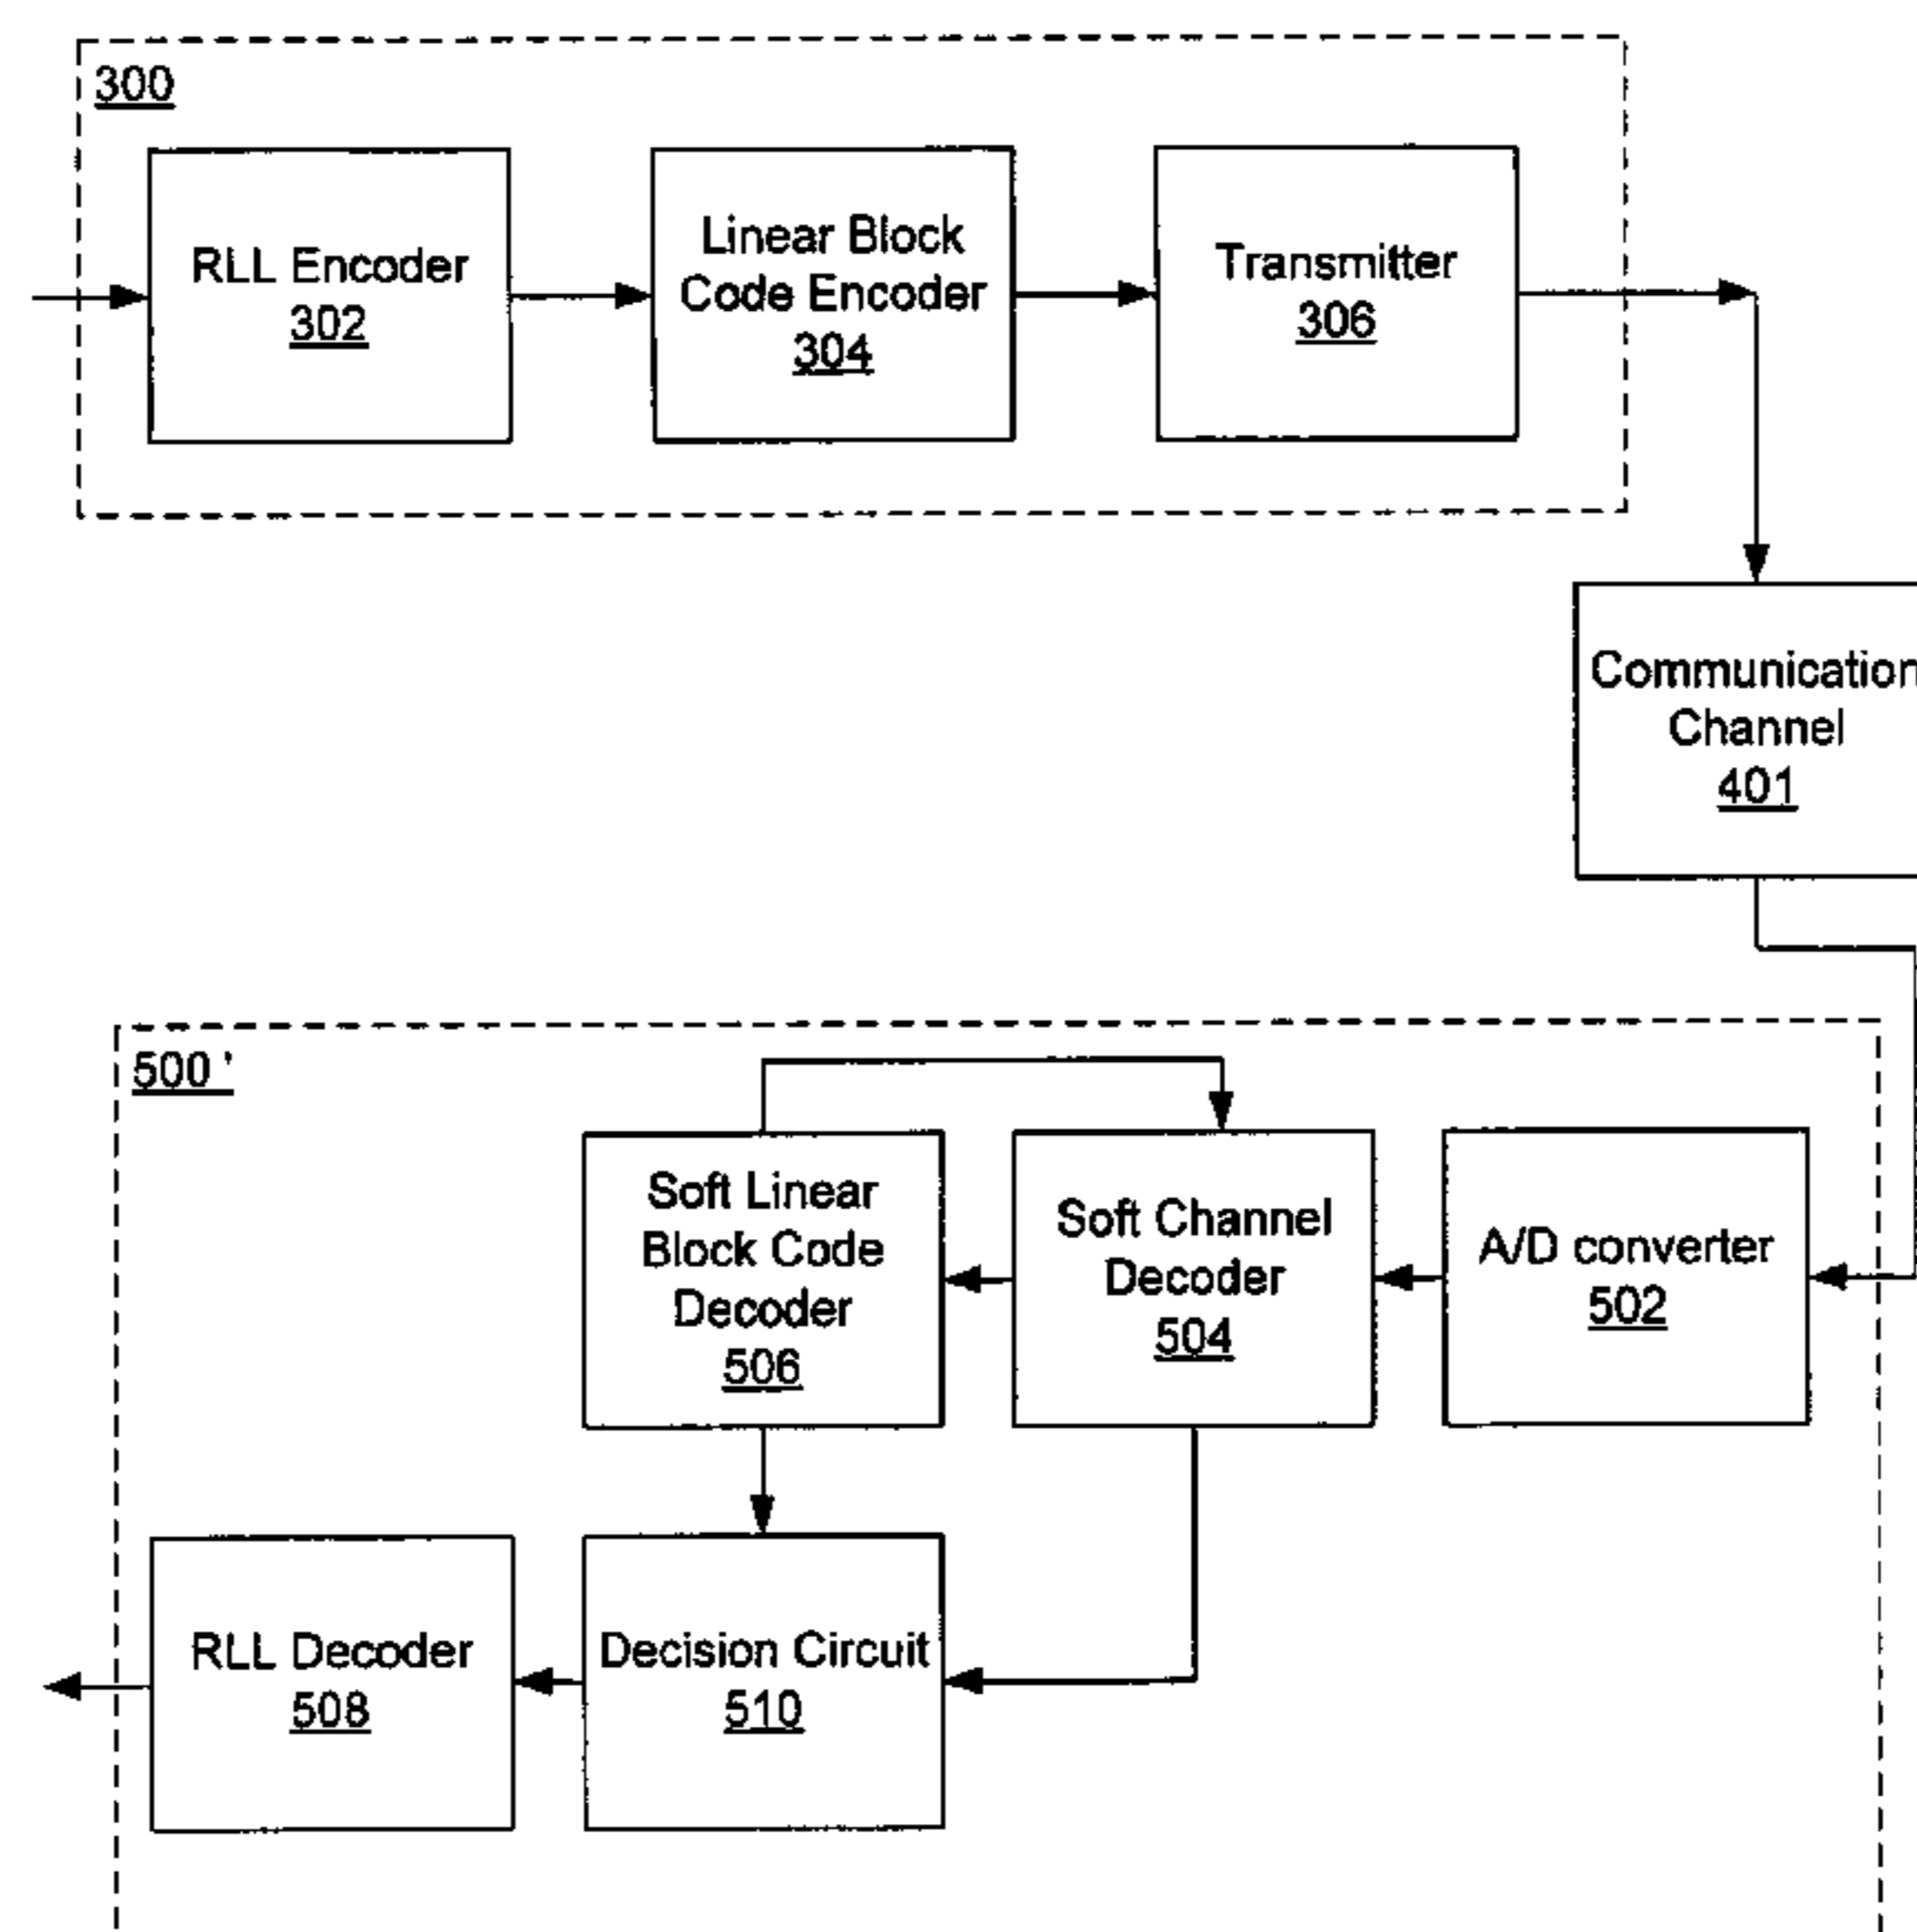 300
RLL Encoder
302
Linear Block
Code Encoder
304
Transmitter
306
Communication
Channel
401
500 '
Soft Linear
Block Code
Decoder
506
Soft Channel
Decoder
504
A/D converter
502
RLL Decoder
508
Decision Circuit
510